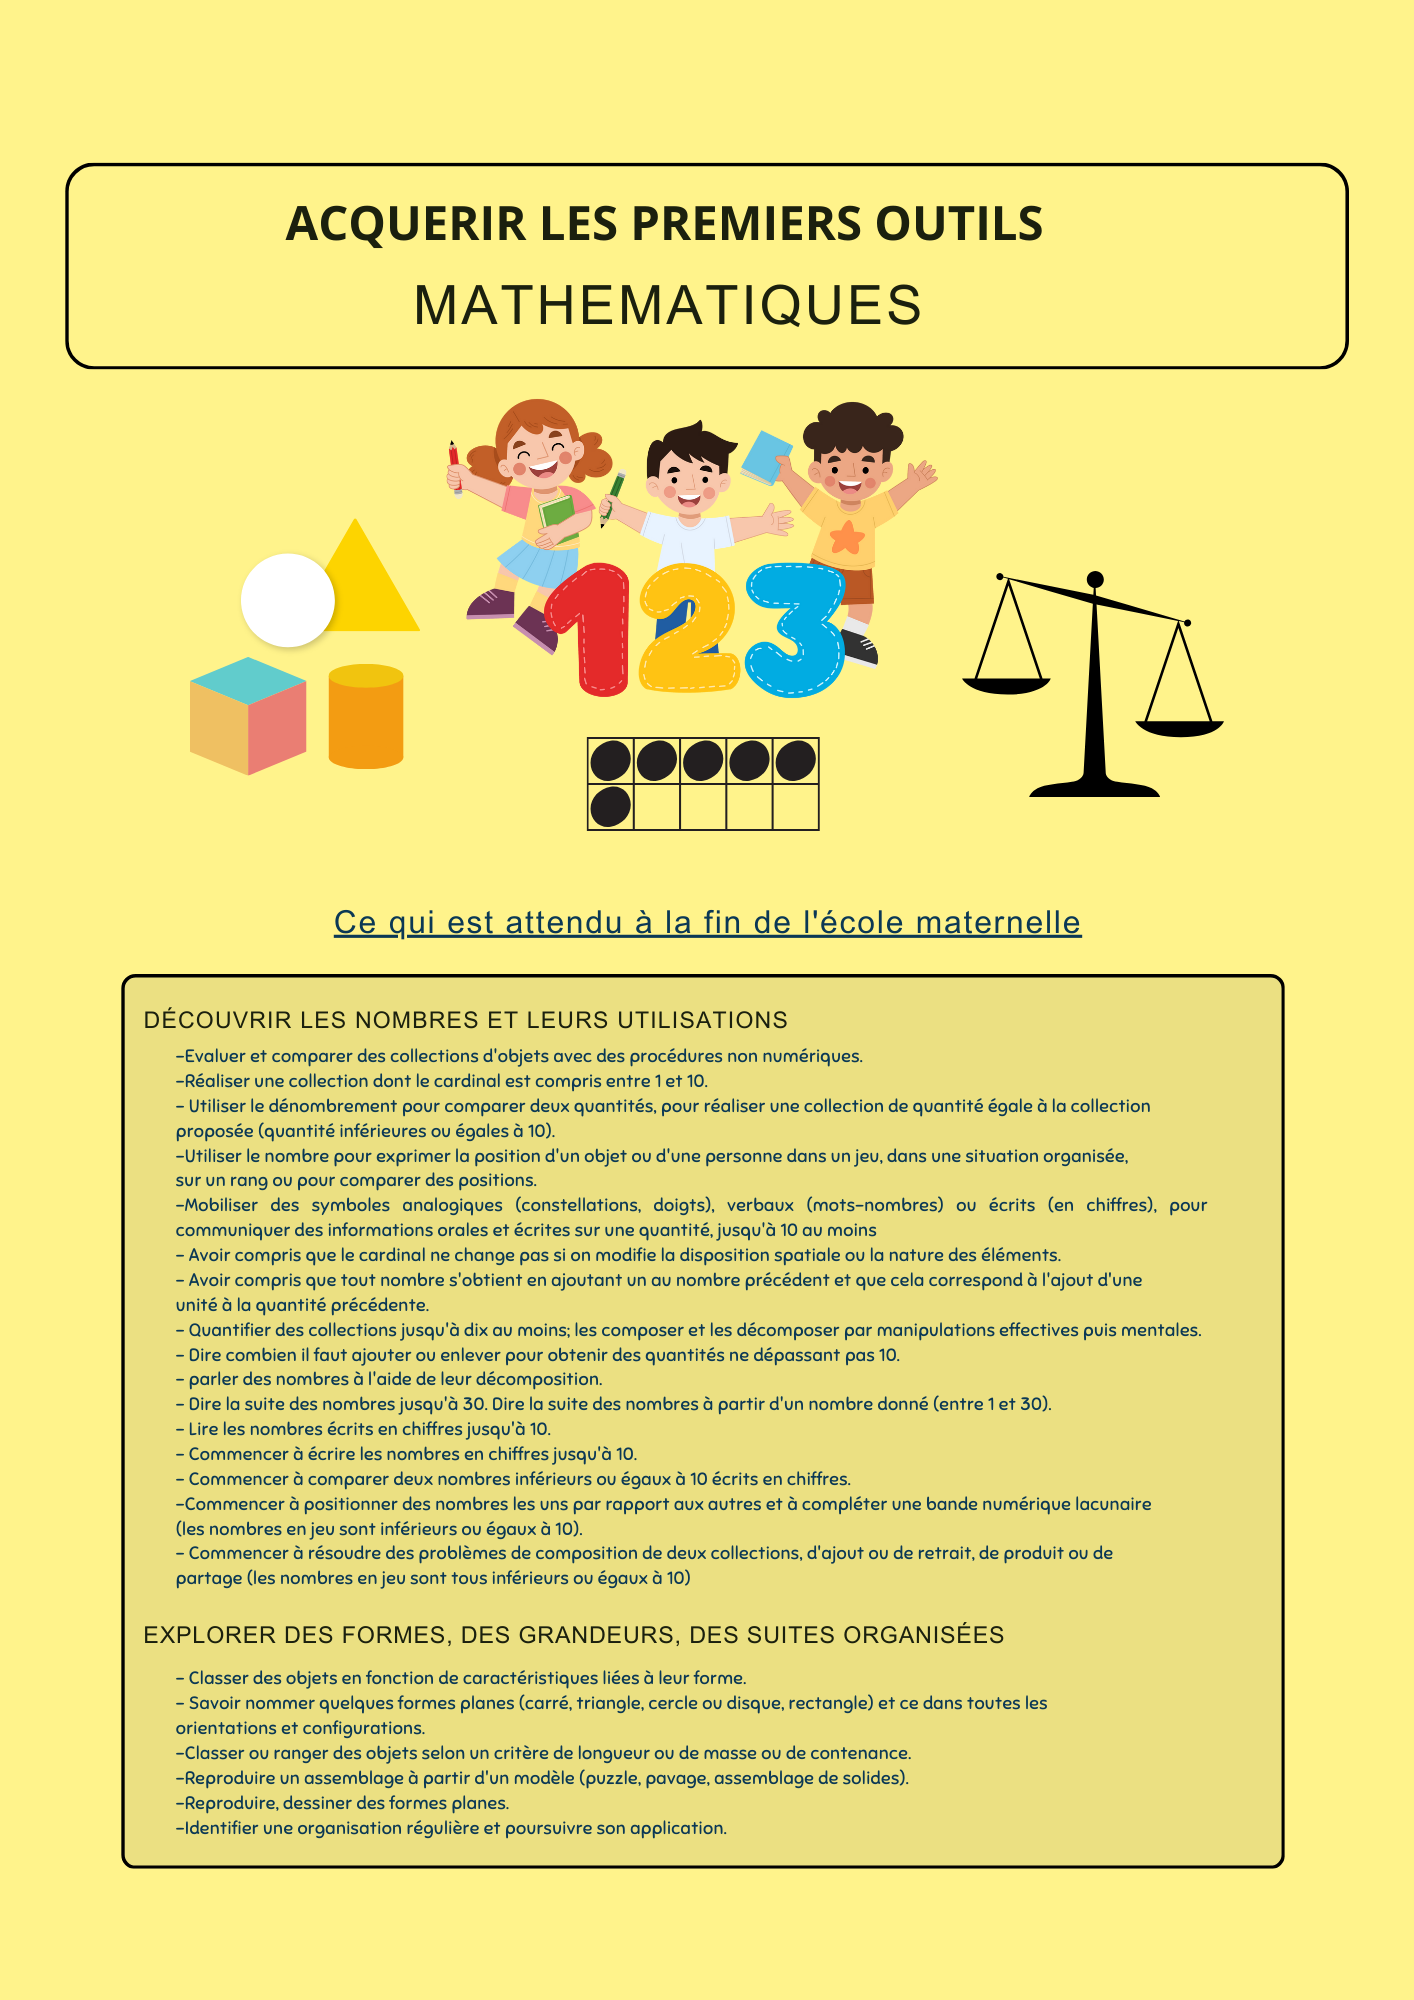 ACQUERIR LES PREMIERS OUTILS
MATHEMATIQUES
123
Ce qui est attendu à la fin de l'école maternelle
DÉCOUVRIR LES NOMBRES ET LEURS UTILISATIONS
-Evaluer et comparer des collections d'objets avec des procédures non numériques.
-Réaliser une collection dont le cardinal est compris entre 1 et 10.
- Utiliser le dénombrement pour comparer deux quantités, pour réaliser une collection de quantité égale à la collection
proposée (quantité inférieures ou égales à 10).
-Utiliser le nombre pour exprimer la position d'un objet ou d'une personne dans un jeu, dans une situation organisée,
sur un rang ou pour comparer des positions.
-Mobiliser des symboles analogiques (constellations, doigts), verbaux (mots-nombres) ou écrits (en chiffres), pour
communiquer des informations orales et écrites sur une quantité, jusqu'à 10 au moins
- Avoir compris que le cardinal ne change pas si on modifie la disposition spatiale ou la nature des éléments.
- Avoir compris que tout nombre s'obtient en ajoutant un au nombre précédent et que cela correspond à l'ajout d'une
unité à la quantité précédente.
- Quantifier des collections jusqu'à dix au moins; les composer et les décomposer par manipulations effectives puis mentales.
- Dire combien il faut ajouter ou enlever pour obtenir des quantités ne dépassant pas 10.
- parler des nombres à l'aide de leur décomposition.
- Dire la suite des nombres jusqu'à 30. Dire la suite des nombres à partir d'un nombre donné (entre 1 et 30).
- Lire les nombres écrits en chiffres jusqu'à 10.
- Commencer à écrire les nombres en chiffres jusqu'à 10.
- Commencer à comparer deux nombres inférieurs ou égaux à 10 écrits en chiffres.
-Commencer à positionner des nombres les uns par rapport aux autres et à compléter une bande numérique lacunaire
(les nombres en jeu sont inférieurs ou égaux à 10).
- Commencer à résoudre des problèmes de composition de deux collections, d'ajout ou de retrait, de produit ou de
partage (les nombres en jeu sont tous inférieurs ou égaux à 10)
EXPLORER DES FORMES, DES GRANDEURS, DES SUITES ORGANISÉES
- Classer des objets en fonction de caractéristiques liées à leur forme.
- Savoir nommer quelques formes planes (carré, triangle, cercle ou disque, rectangle) et ce dans toutes les
orientations et configurations.
-Classer ou ranger des objets selon un critère de longueur ou de masse ou de contenance.
-Reproduire un assemblage à partir d'un modèle (puzzle, pavage, assemblage de solides).
-Reproduire, dessiner des formes planes.
-Identifier une organisation régulière et poursuivre son application.